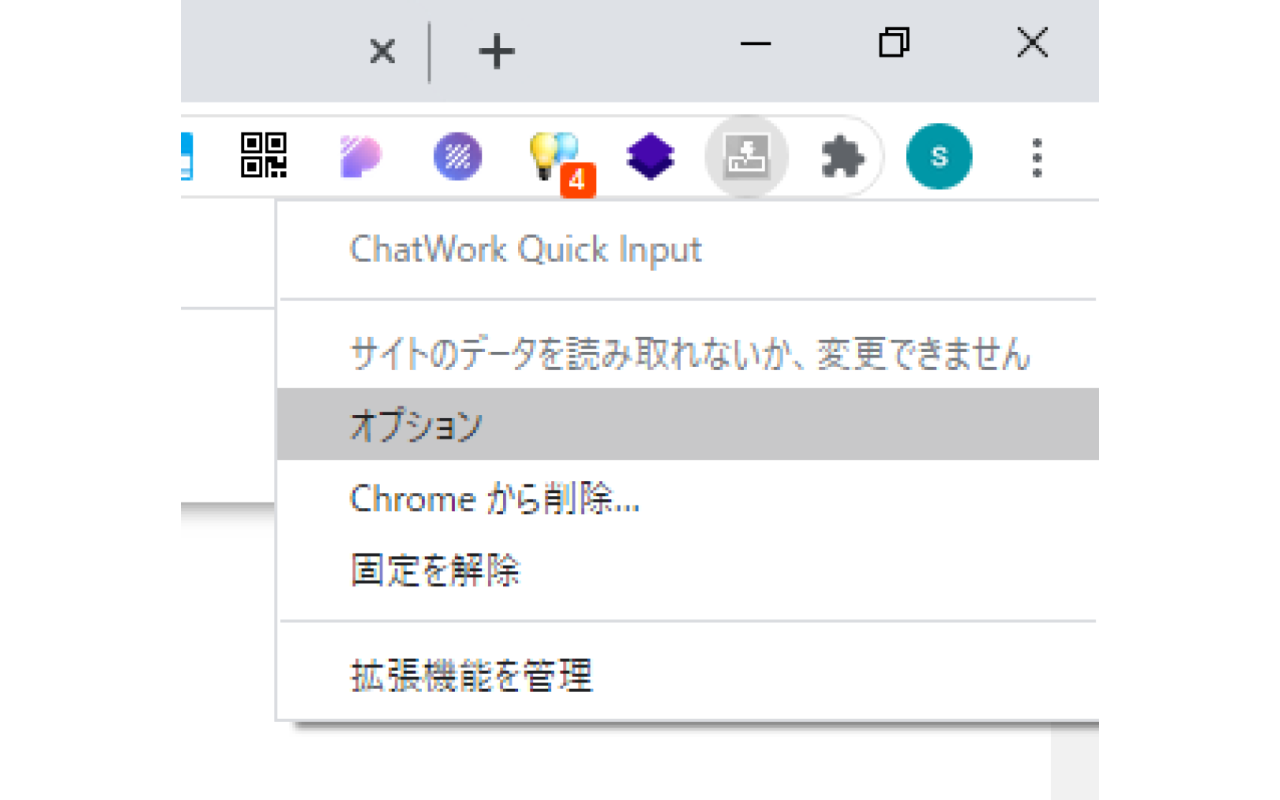 4
s
ChatWork Quick Input
サイトのデータを読み取れないか、変更できません
オプション
Chrome から削除...
固定を解除
拡張機能を管理